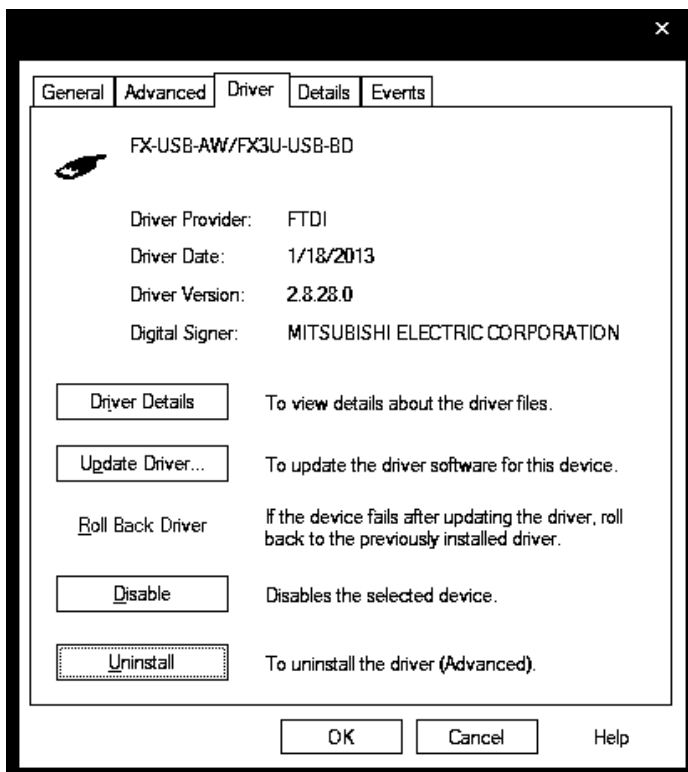 General Advanced Driver Details Events
FX-USB-AW/FX3U-USB-BD
Driver Provider: FTDI
Driver Date: 1/18/2013
Driver Version: 2.8.28.0
Digital Signer: MITSUBISHI ELECTRIC CORPORATION
Driver Details To view details about the driver files.
Update Driver... To update the driver software for this device.
Roll Back Driver If the device fails after updating the driver, roll
back to the previously installed driver.
Disable Disables the selected device.
Uninstall To uninstall the driver (Advanced).
OK Cancel Help